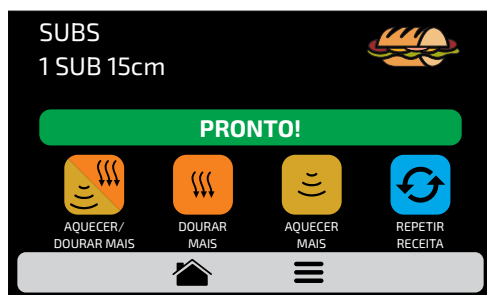 SUBS
1 SUB 15cm
PRONTO!
AQUECER/
DOURAR MAIS
DOURAR
MAIS
AQUECER
MAIS
REPETIR
RECEITA